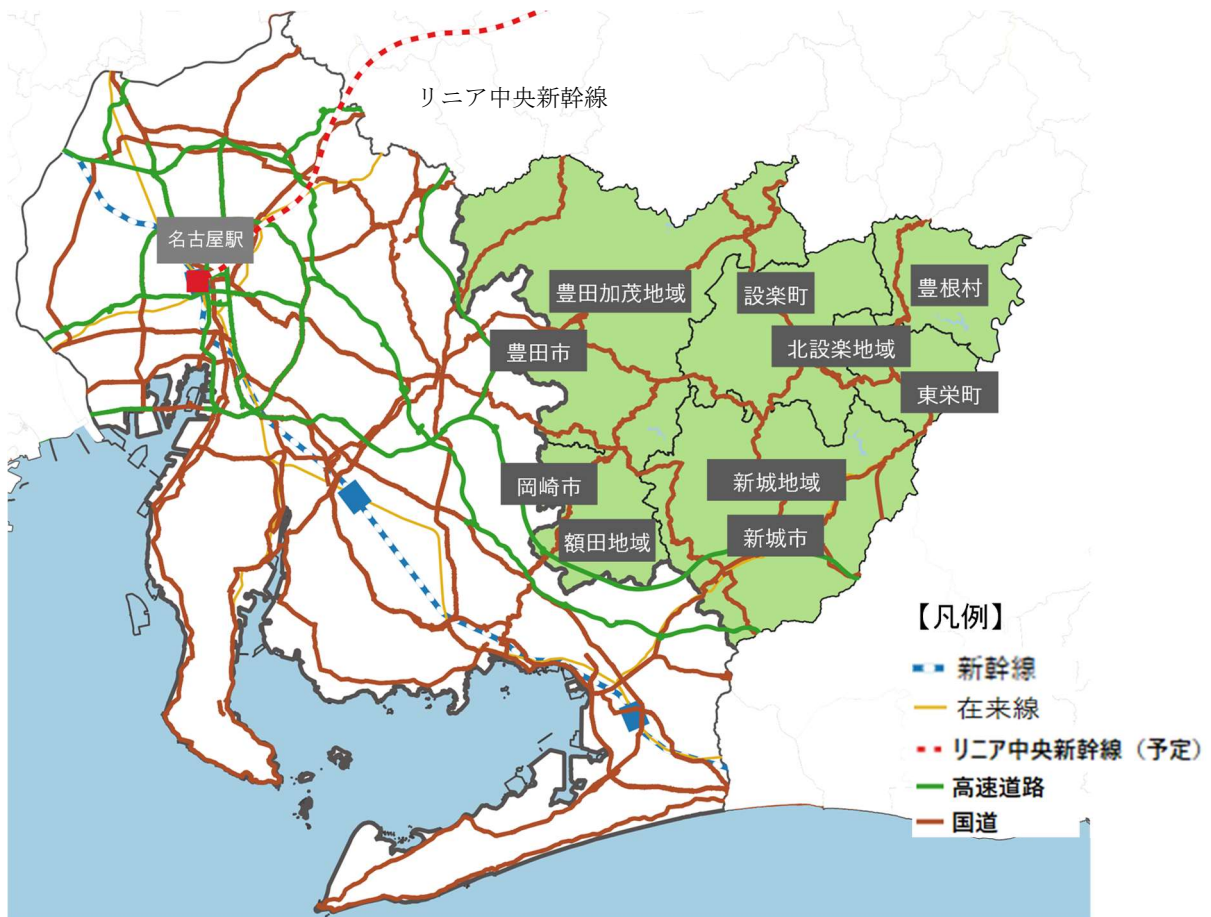 リニア中央新幹線
名古屋駅
豊田加茂地域
設楽町
豊根村
豊田市
北設楽地域
東栄町
岡崎市
新城地域
額田地域
新城市
【凡例】
新幹線
在来線
リニア中央新幹線（予定）
高速道路
国道